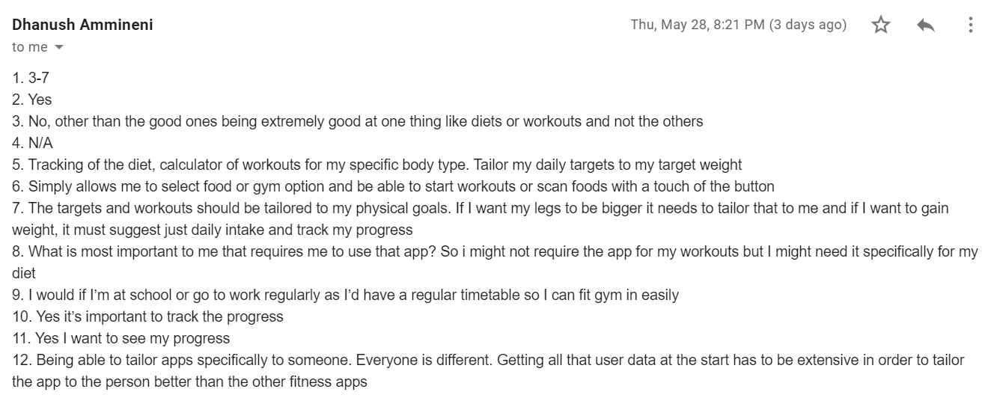 Dhanush Ammineni
Thu, May 28, 8:21 PM (3 days ago)
to me
1. 3-7
2. Yes
3. No, other than the good ones being extremely good at one thing like diets or workouts and not the others
4. N/A
5. Tracking of the diet, calculator of workouts for my specific body type. Tailor my daily targets to my target weight
6. Simply allows me to select food or gym option and be able to start workouts or scan foods with a touch of the button
7. The targets and workouts should be tailored to my physical goals. If I want my legs to be bigger it needs to tailor that to me and if I want to gain
weight, it must suggest just daily intake and track my progress
8. What is most important to me that requires me to use that app? So i might not require the app for my workouts but I might need it specifically for my
diet
9. I would if I’m at school or go to work regularly as I’d have a regular timetable so I can fit gym in easily
10. Yes it’s important to track the progress
11. Yes I want to see my progress
12. Being able to tailor apps specifically to someone. Everyone is different. Getting all that user data at the start has to be extensive in order to tailor
the app to the person better than the other fitness apps